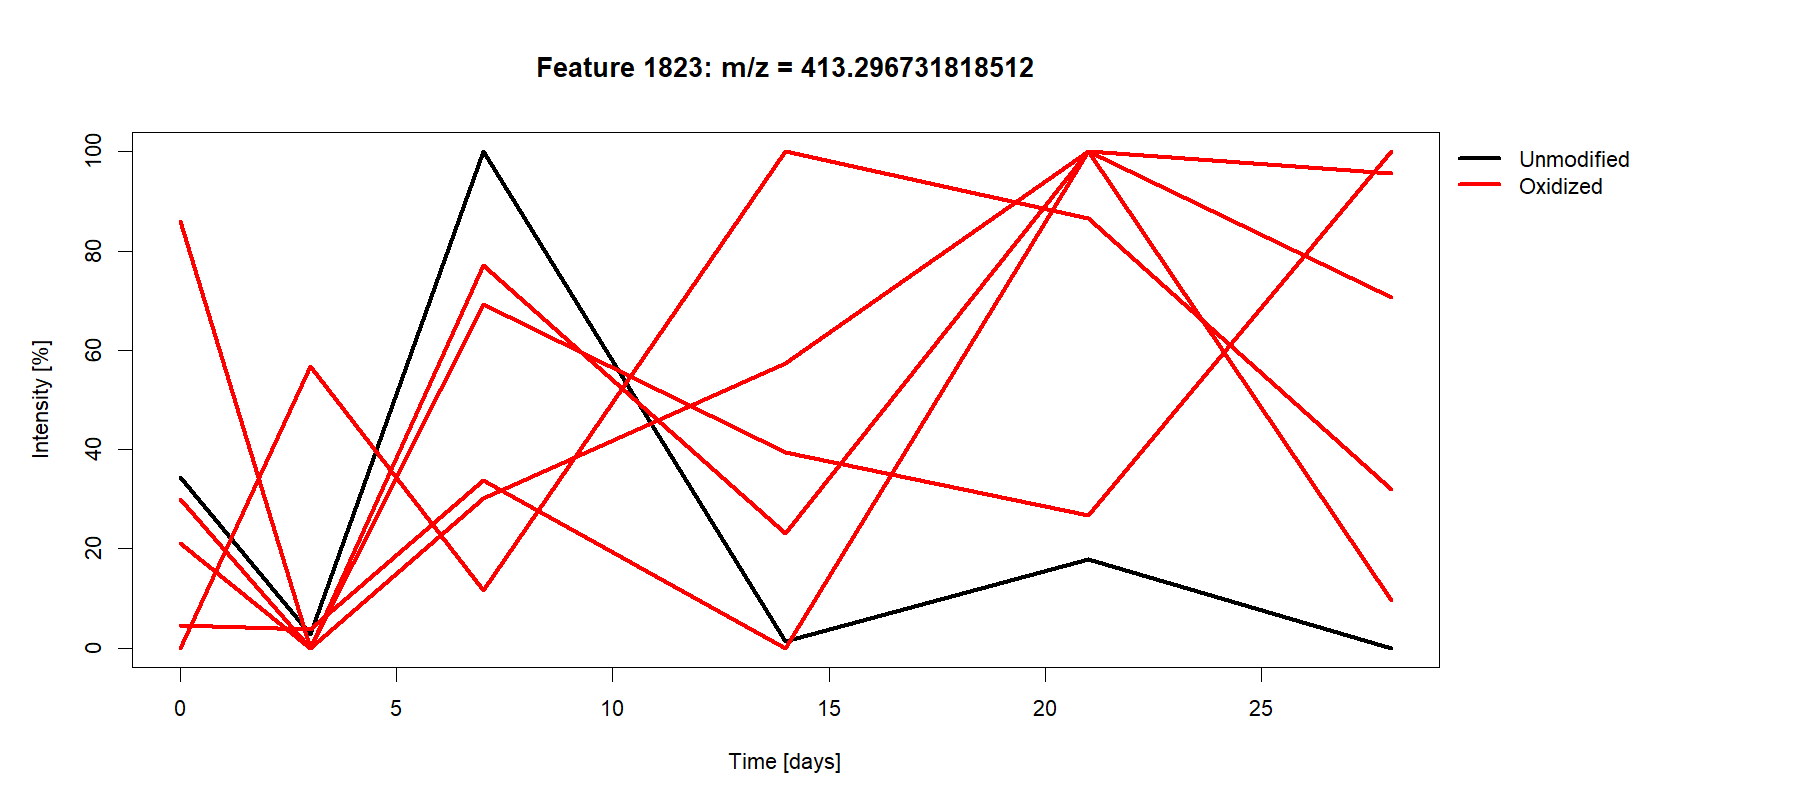 Feature 1823: m/z = 413.296731818512
100
80
60
40
20
0
Intensity [%]
0 5 10 15 20 25
Time [days]
Unmodified
Oxidized